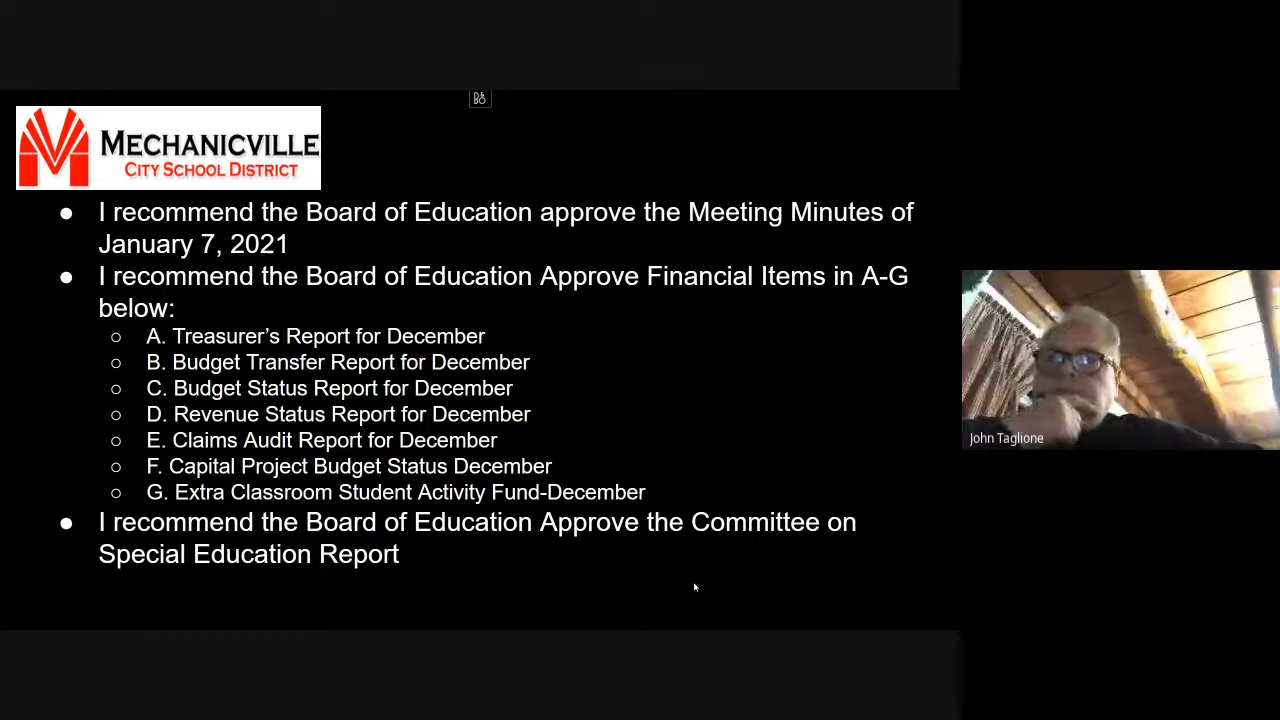 D&
BO
MECHANICVILLE
CITY SCHOOL DISTRICT
● I recommend the Board of Education approve the Meeting Minutes of
January 7, 2021
● I recommend the Board of Education Approve Financial Items in A-G
below:
○ A. Treasurer’s Report for December
○ B. Budget Transfer Report for December
○ C. Budget Status Report for December
○ D. Revenue Status Report for December
○ E. Claims Audit Report for December
○ F. Capital Project Budget Status December
○ G. Extra Classroom Student Activity Fund-December
● I recommend the Board of Education Approve the Committee on
Special Education Report
John Taglione